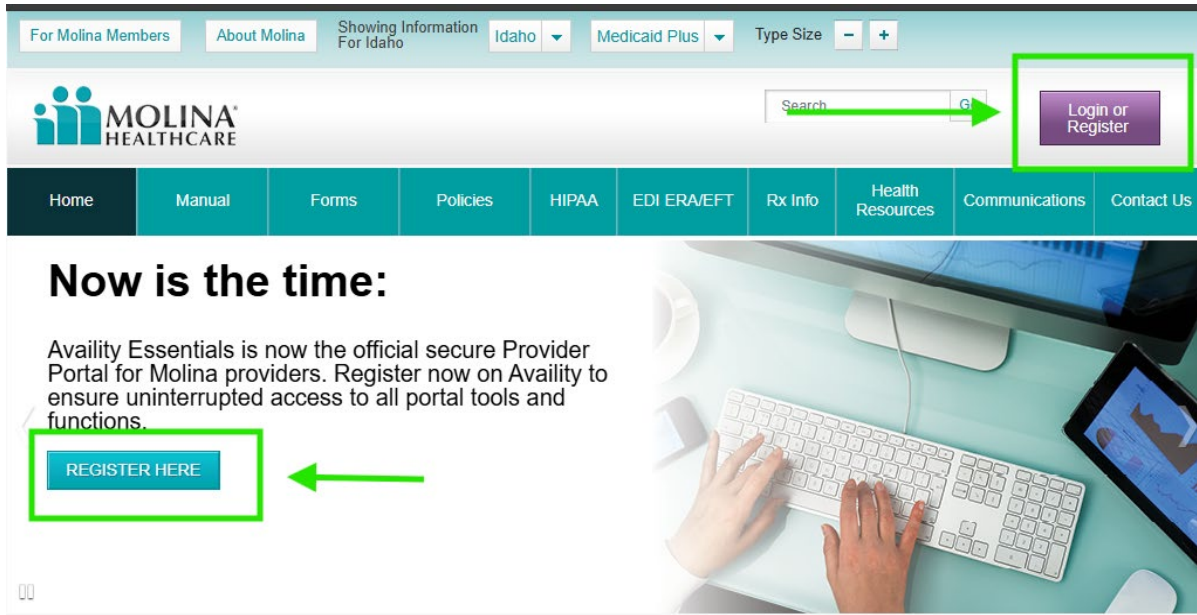 For Molina Members About Molina Showing Information For Idaho Idaho Medicaid Plus Type Size - +
MOLINA
HEALTHCARE
Search
Login or
Register
Home Manual Forms Policies HIPAA EDI ERA/EFT Rx Info Health Resources Communications Contact Us
Now is the time:
Availity Essentials is now the official secure Provider
Portal for Molina providers. Register now on Availity to
ensure uninterrupted access to all portal tools and
functions.
REGISTER HERE